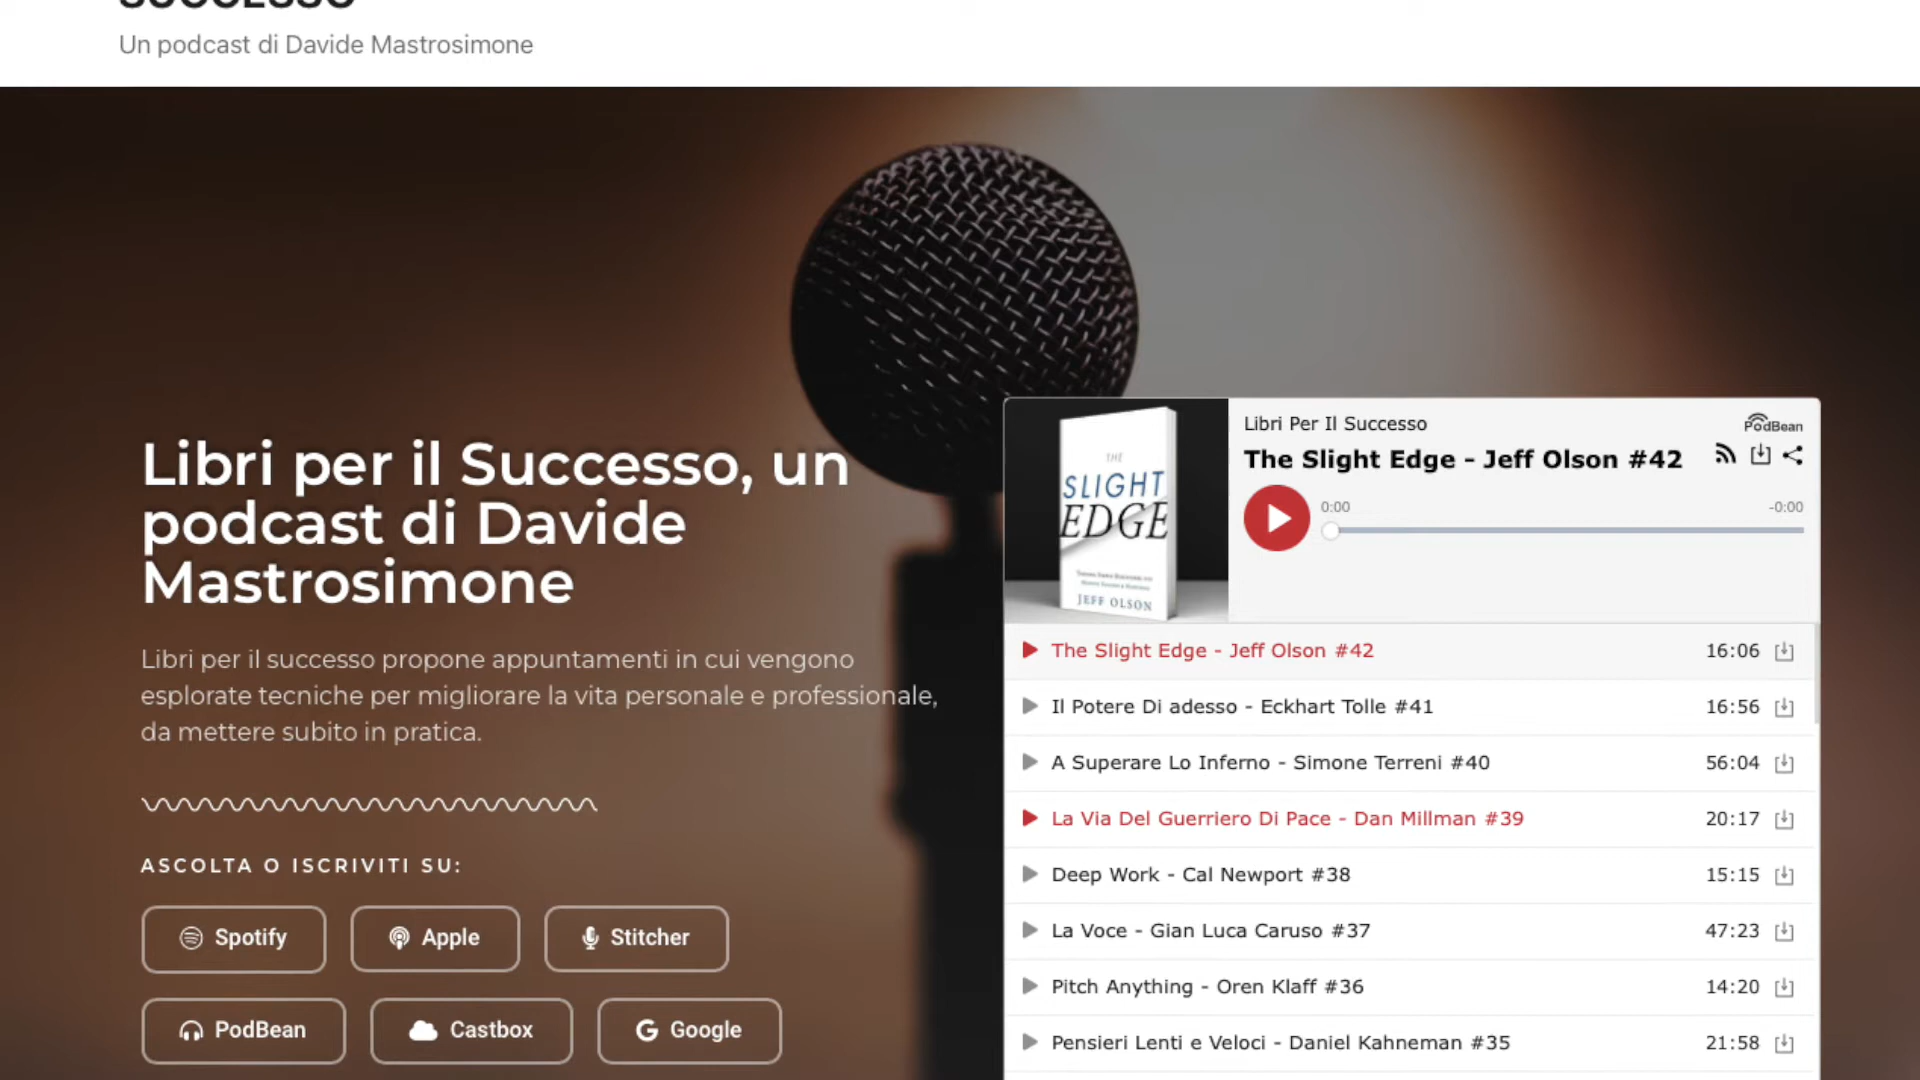 SUCCESSO
Un podcast di Davide Mastrosimone
Libri per il Successo, un
podcast di Davide
Mastrosimone
Libri per il successo propone appuntamenti in cui vengono
esplorate tecniche per migliorare la vita personale e professionale,
da mettere subito in pratica.
ASCOLTA O ISCRIVITI SU:
Spotify
Apple
Stitcher
PodBean
Castbox
Google
THE
SLIGHT
EDGE
JEFF OLSON
Libri Per Il Successo
PodBean
The Slight Edge - Jeff Olson #42
0:00
-0:00
The Slight Edge - Jeff Olson #42 16:06
Il Potere Di adesso - Eckhart Tolle #41 16:56
A Superare Lo Inferno - Simone Terreni #40 56:04
La Via Del Guerriero Di Pace - Dan Millman #39 20:17
Deep Work - Cal Newport #38 15:15
La Voce - Gian Luca Caruso #37 47:23
Pitch Anything - Oren Klaff #36 14:20
Pensieri Lenti e Veloci - Daniel Kahneman #35 21:58